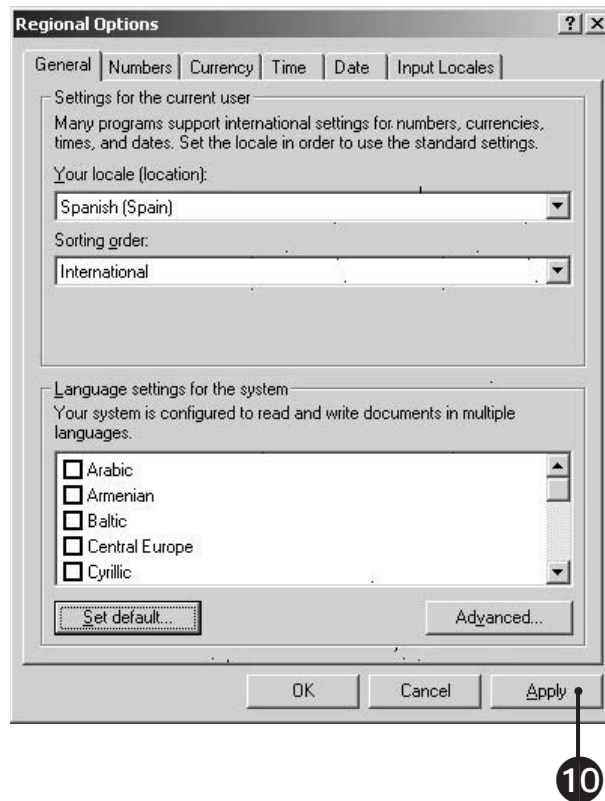 Regional Options
General Numbers Currency Time Date Input Locales
Settings for the current user
Many programs support international settings for numbers, currencies,
times, and dates. Set the locale in order to use the standard settings.
Your locale (location):
Spanish (Spain)
Sorting order:
International
Language settings for the system
Your system is configured to read and write documents in multiple
languages.
Arabic
Armenian
Baltic
Central Europe
Cyrillic
Set default... Advanced...
OK Cancel Apply
10